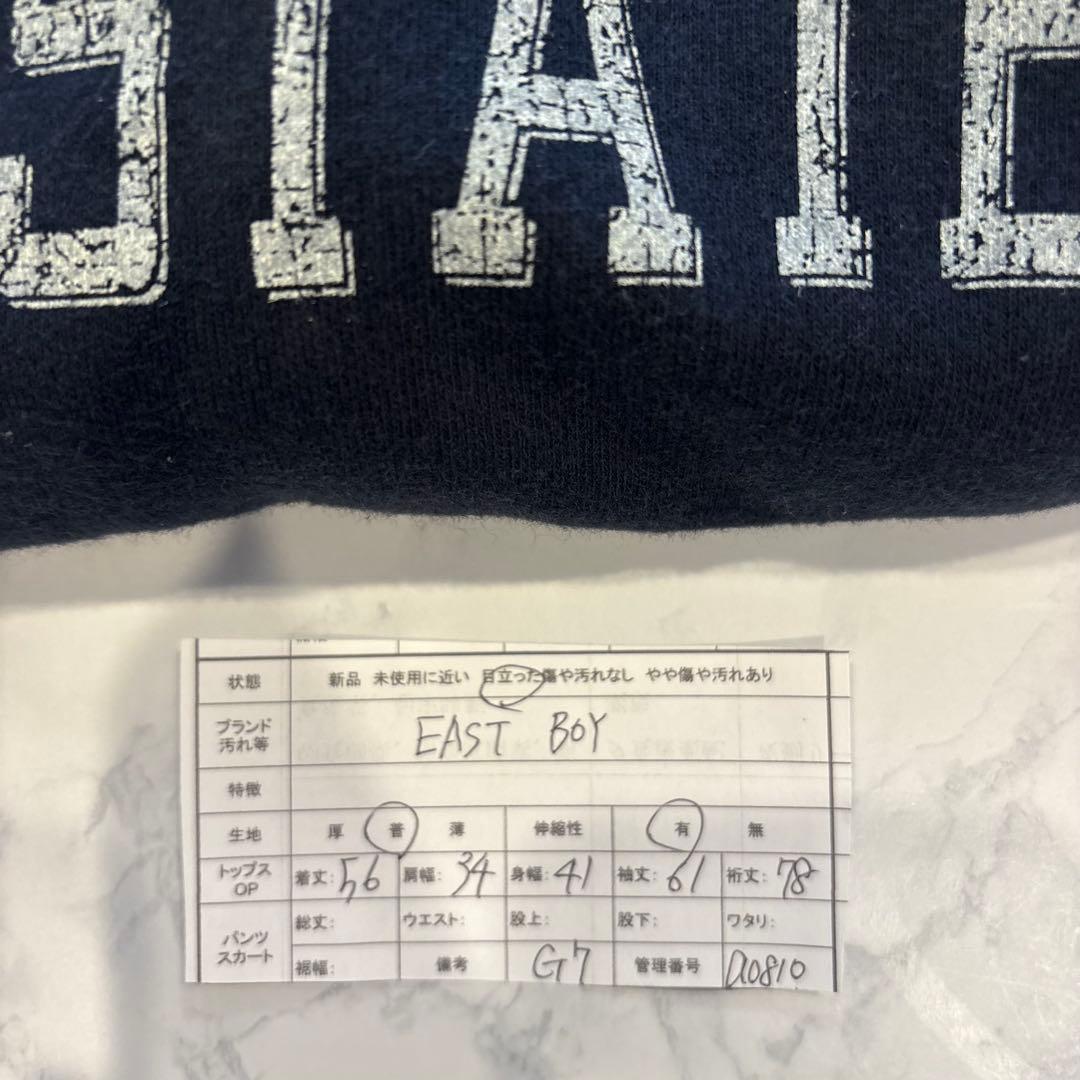 STATE
状態 新品 未使用に近い 目立った傷や汚れなし やや傷や汚れあり
ブランド 汚れ等 EAST BOY
特徴
生地 厚 普 薄 伸縮性 有 無
トップス OP 着丈:56 肩幅:34 身幅:41 袖丈:61 裄丈:78
パンツ スカート 総丈: ウエスト: 股上: 股下: ワタリ:
裾幅: 備考 G7 管理番号 a0810